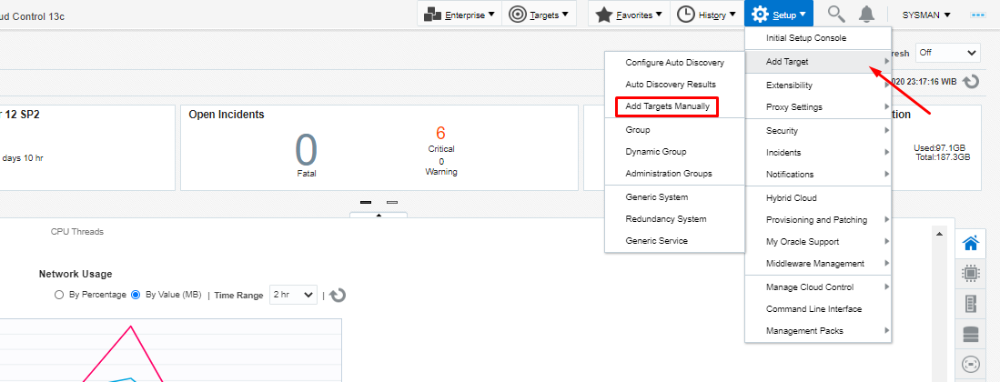 ud Control 13c
Enterprise
Targets
Favorites
History
Setup
SYSMAN
Initial Setup Console
Add Target
Extensibility
Proxy Settings
Security
Incidents
Notifications
Hybrid Cloud
Provisioning and Patching
My Oracle Support
Middleware Management
Manage Cloud Control
Command Line Interface
Management Packs
Configure Auto Discovery
Auto Discovery Results
Add Targets Manually
Group
Dynamic Group
Administration Groups
Generic System
Redundancy System
Generic Service
resh Off
020 23:17:16 WIB
r 12 SP2
days 10 hr
Open Incidents
0
Fatal
6
Critical
0
Warning
tion
Used:97.1GB
Total:187.3GB
CPU Threads
Network Usage
By Percentage By Value (MB) | Time Range 2 hr |